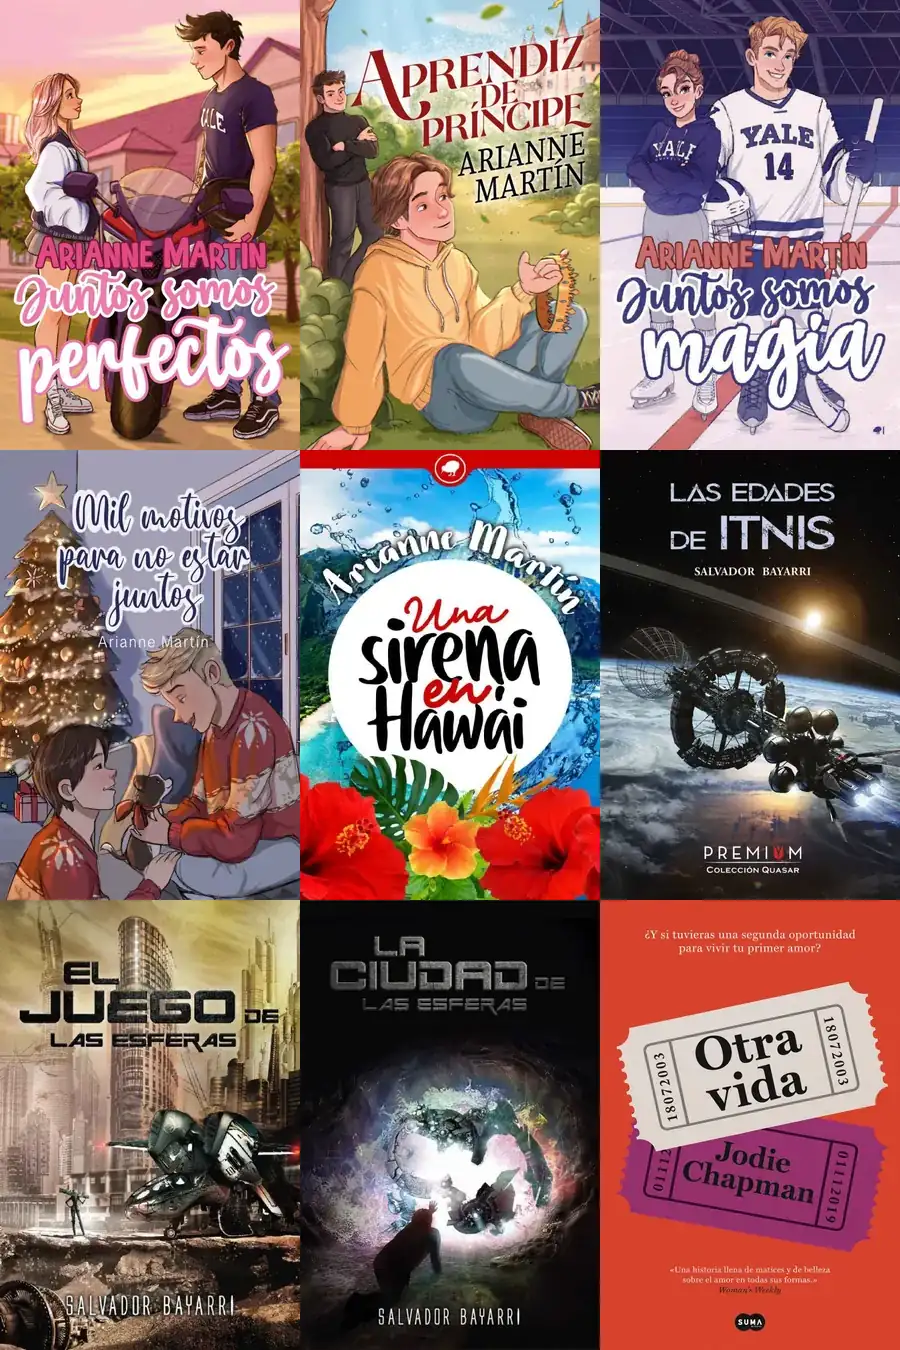 YALE
ARIANNE MARTÍN
Juntos somos
perfectos
APRENDIZ
DE
PRÍNCIPE
ARIANNE
MARTÍN
YALE
YALE
14
ARIANNE MARTÍN
Juntos somos
magia
Mil motivos
para no estar
juntos
Arianne Martín
Arianne Martín
Una
sirena
en
Hawái
LAS EDADES
DE ITNIS
SALVADOR BAYARRI
PREMIUM
COLECCIÓN QUASAR
EL
JUEGO DE
LAS ESFERAS
SALVADOR BAYARRI
LA
CIUDAD DE
LAS ESFERAS
SALVADOR BAYARRI
¿Y si tuvieras una segunda oportunidad
para vivir tu primer amor?
18072003
Otra
vida
18072003
0111
Jodie
Chapman
01112019
«Una historia llena de matices y de belleza
sobre el amor en todas sus formas.»
Woman's Weekly
SUMA